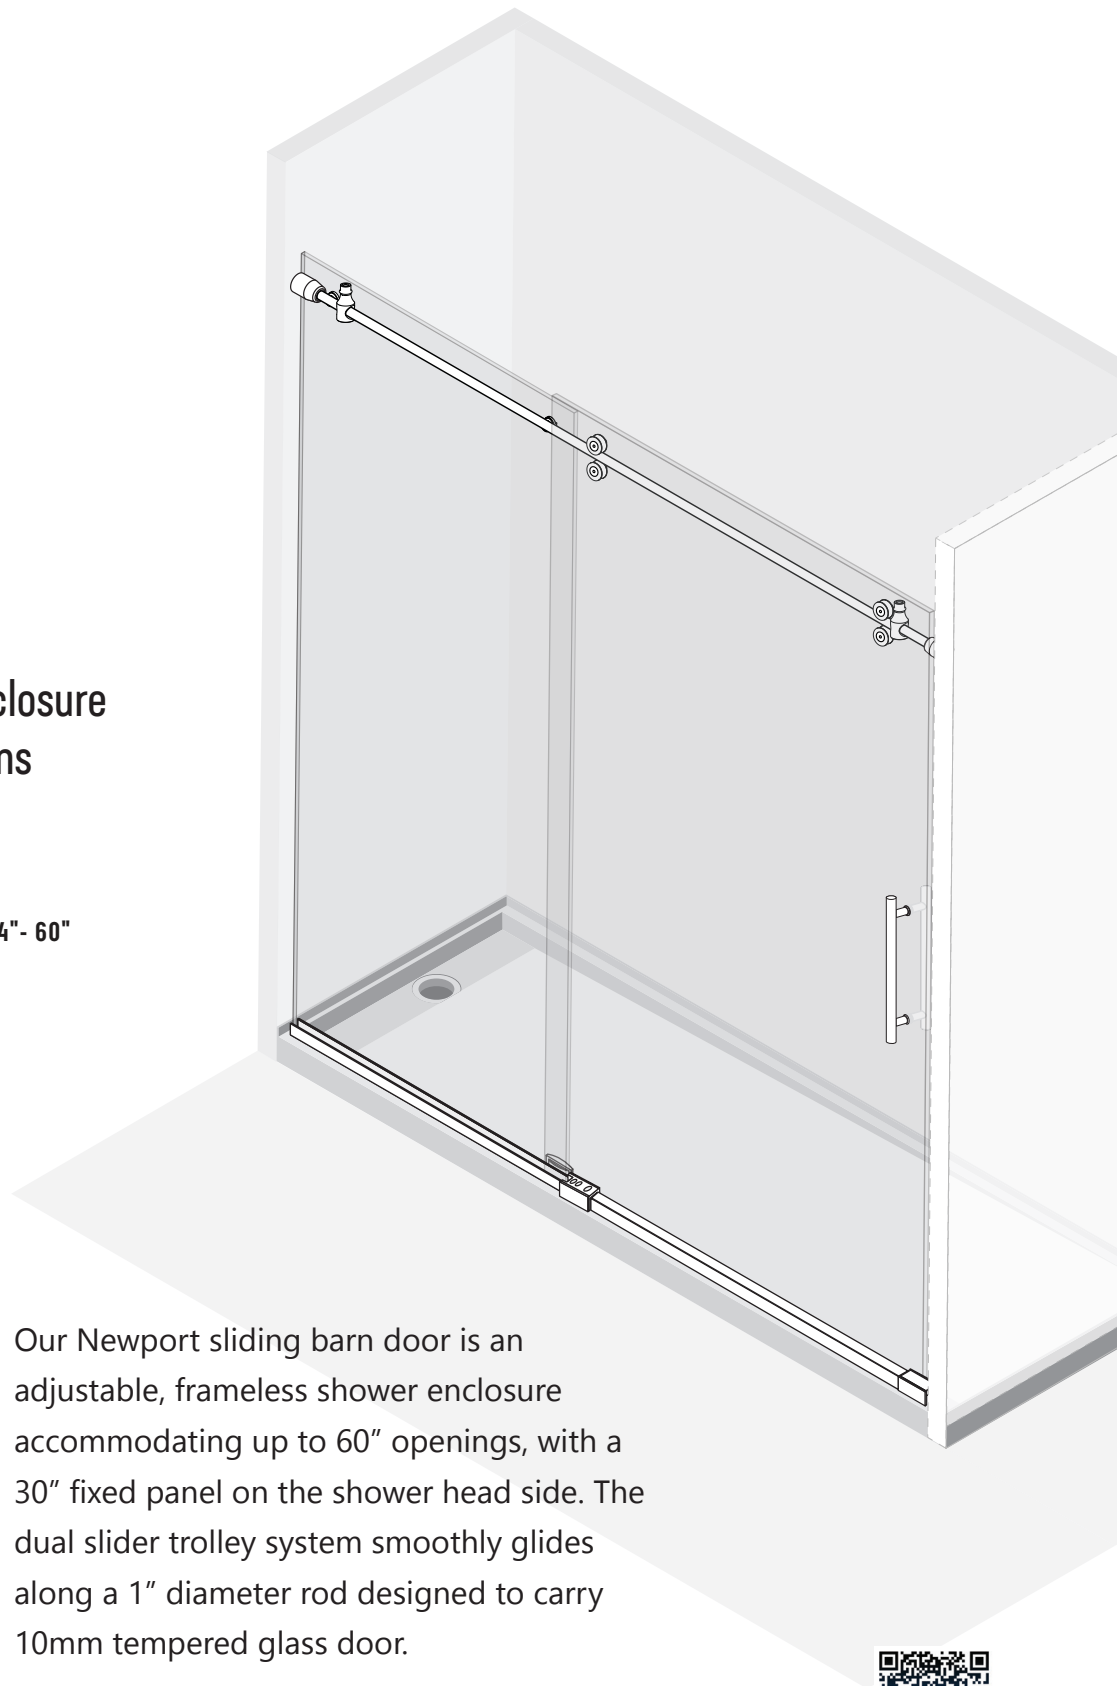 closure
ns
4"- 60"
Our Newport sliding barn door is an
adjustable, frameless shower enclosure
accommodating up to 60” openings, with a
30” fixed panel on the shower head side. The
dual slider trolley system smoothly glides
along a 1” diameter rod designed to carry
10mm tempered glass door.